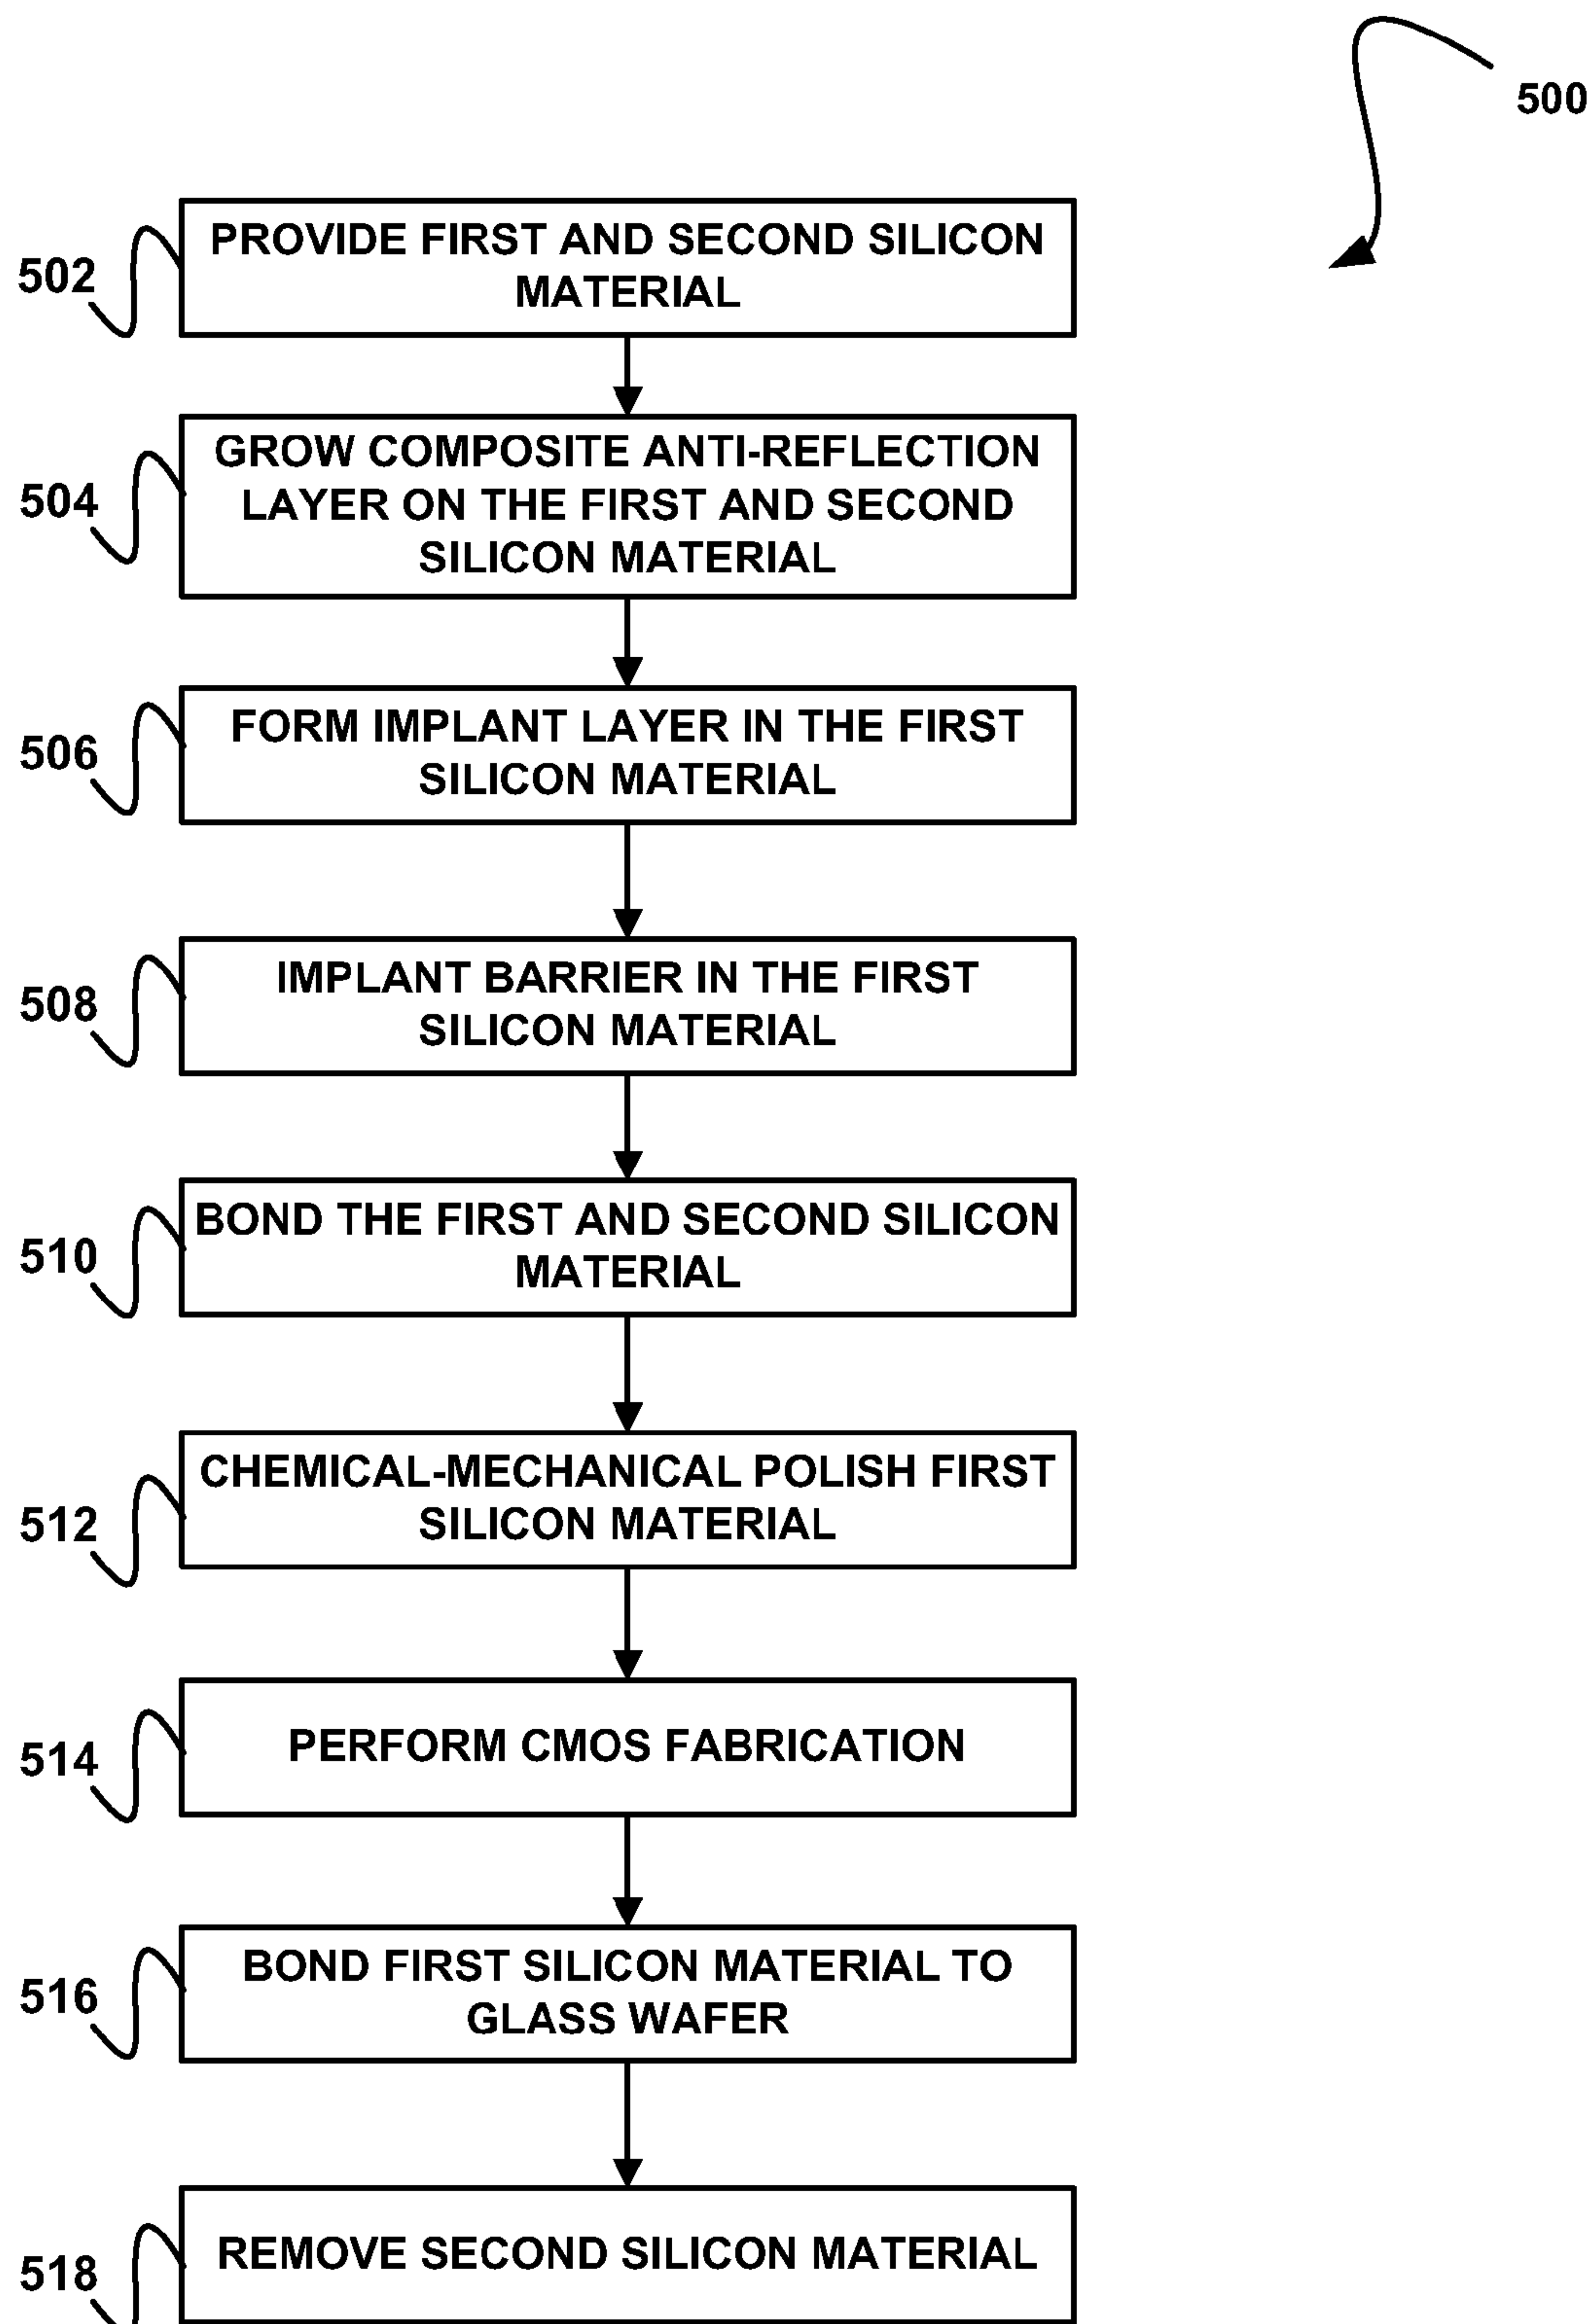 500
502
PROVIDE FIRST AND SECOND SILICON
MATERIAL
504
GROW COMPOSITE ANTI-REFLECTION
LAYER ON THE FIRST AND SECOND
SILICON MATERIAL
506
FORM IMPLANT LAYER IN THE FIRST
SILICON MATERIAL
508
IMPLANT BARRIER IN THE FIRST
SILICON MATERIAL
510
BOND THE FIRST AND SECOND SILICON
MATERIAL
512
CHEMICAL-MECHANICAL POLISH FIRST
SILICON MATERIAL
514
PERFORM CMOS FABRICATION
516
BOND FIRST SILICON MATERIAL TO
GLASS WAFER
518
REMOVE SECOND SILICON MATERIAL